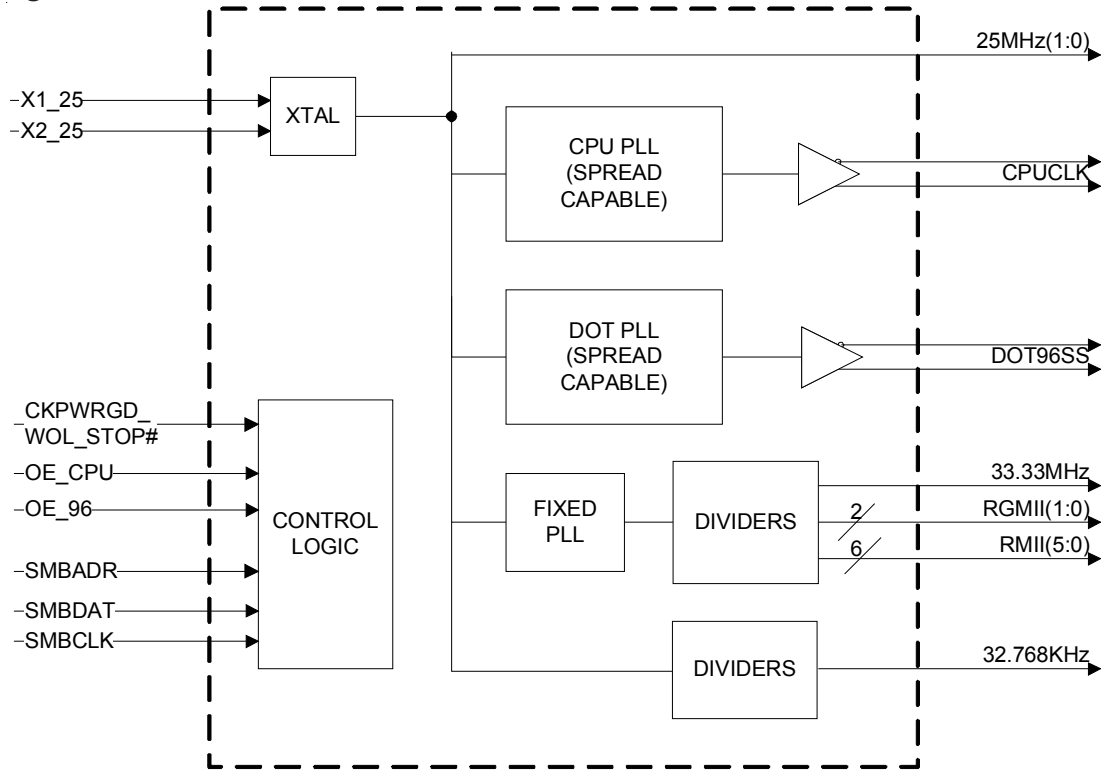 25MHz(1:0)
X1_25
X2_25
XTAL
CPU PLL
(SPREAD
CAPABLE)
CPUCLK
DOT PLL
(SPREAD
CAPABLE)
DOT96SS
CKPWRGD_
WOL_STOP#
OE_CPU
OE_96
SMBADR
SMBDAT
SMBCLK
CONTROL
LOGIC
FIXED
PLL
DIVIDERS
33.33MHz
2
RGMII(1:0)
6
RMII(5:0)
DIVIDERS
32.768KHz